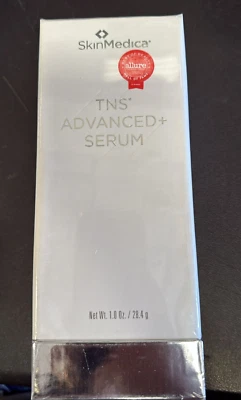 SkinMedica®
allure
TNS®
ADVANCED+
SERUM
Net Wt. 1.0 Oz. / 28.4 g